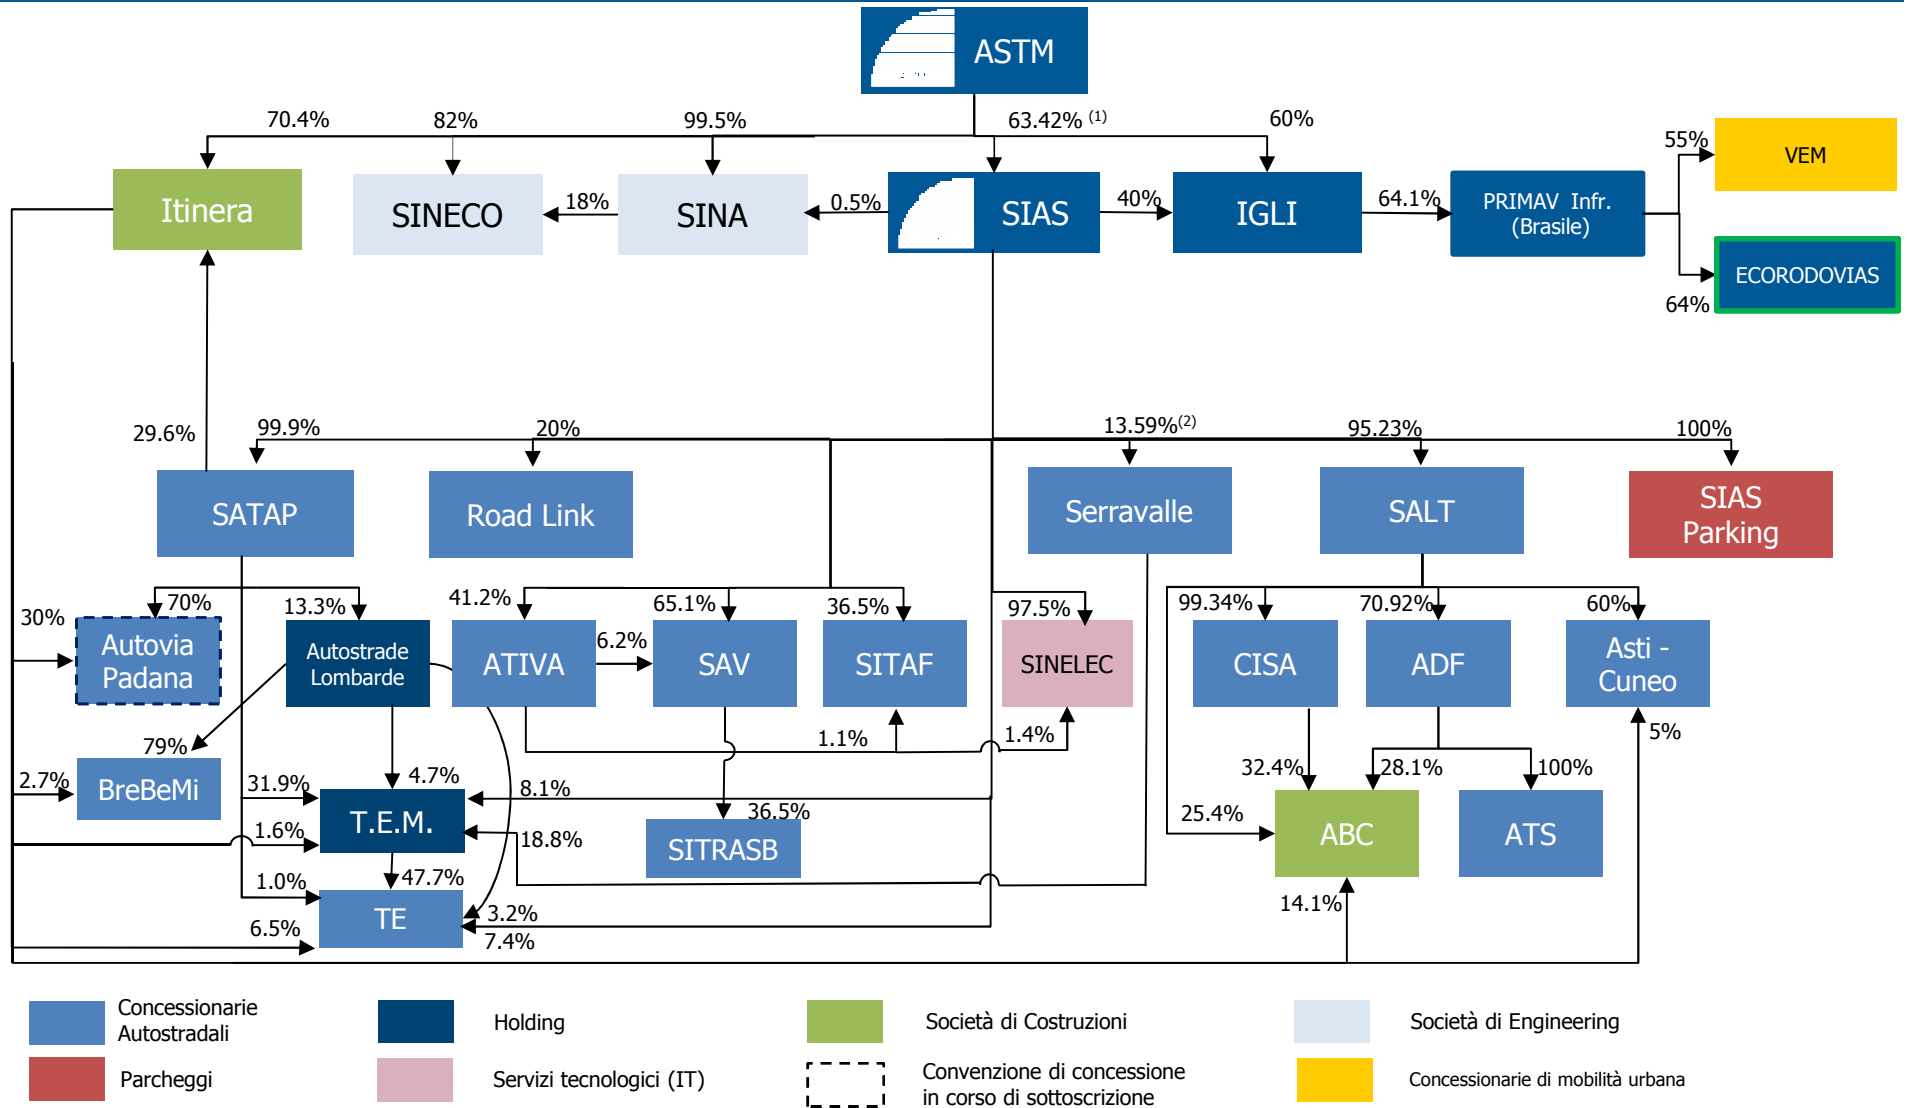 ASTM
70.4%
82%
99.5%
63.42% (1)
60%
55%
VEM
Itinera
SINECO
18%
SINA
0.5%
SIAS
40%
IGLI
64.1%
PRIMAV Infr.
(Brasile)
ECORODOVIAS
64%
29.6%
99.9%
20%
13.59%(2)
95.23%
100%
SATAP
Road Link
Serravalle
SALT
SIAS
Parking
30%
70%
13.3%
41.2%
65.1%
36.5%
97.5%
99.34%
70.92%
60%
Autovia
Padana
Autostrade
Lombarde
ATIVA
6.2%
SAV
SITAF
SINELEC
CISA
ADF
Asti -
Cuneo
79%
1.1%
1.4%
5%
2.7%
BreBeMi
31.9%
4.7%
8.1%
36.5%
32.4%
28.1%
100%
1.6%
T.E.M.
18.8%
SITRASB
25.4%
ABC
ATS
1.0%
47.7%
14.1%
6.5%
TE
3.2%
7.4%
Concessionarie
Autostradali
Holding
Società di Costruzioni
Società di Engineering
Parcheggi
Servizi tecnologici (IT)
Convenzione di concessione
in corso di sottoscrizione
Concessionarie di mobilità urbana